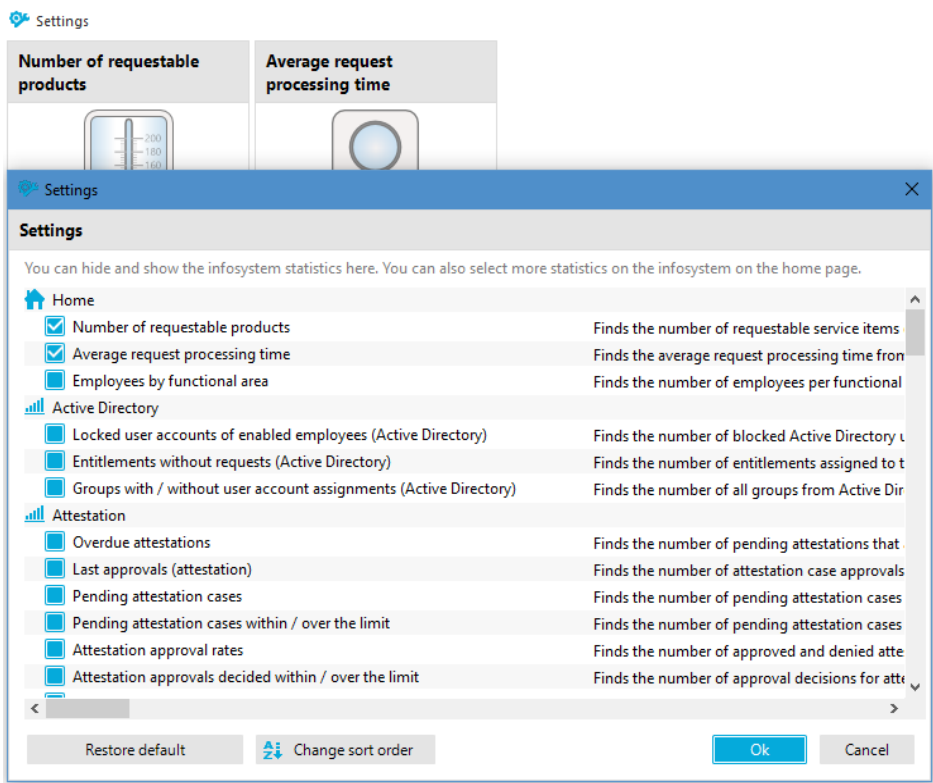 Settings
Number of requestable
products
Average request
processing time
200
180
160
Settings
Settings
You can hide and show the infosystem statistics here. You can also select more statistics on the infosystem on the home page.
Home
Number of requestable products Finds the number of requestable service items
Average request processing time Finds the average request processing time from
Employees by functional area Finds the number of employees per functional
Active Directory
Locked user accounts of enabled employees (Active Directory) Finds the number of blocked Active Directory u
Entitlements without requests (Active Directory) Finds the number of entitlements assigned to t
Groups with / without user account assignments (Active Directory) Finds the number of all groups from Active Dir
Attestation
Overdue attestations Finds the number of pending attestations that
Last approvals (attestation) Finds the number of attestation case approvals
Pending attestation cases Finds the number of pending attestation cases
Pending attestation cases within / over the limit Finds the number of pending attestation cases
Attestation approval rates Finds the number of approved and denied atte
Attestation approvals decided within / over the limit Finds the number of approval decisions for atte
Restore default
Change sort order
Ok
Cancel